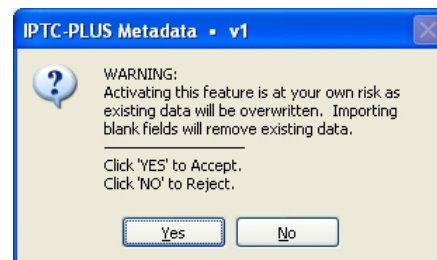 IPTC-PLUS Metadata • v1
WARNING:
Activating this feature is at your own risk as
existing data will be overwritten. Importing
blank fields will remove existing data.
Click 'YES' to Accept.
Click 'NO' to Reject.
Yes
No